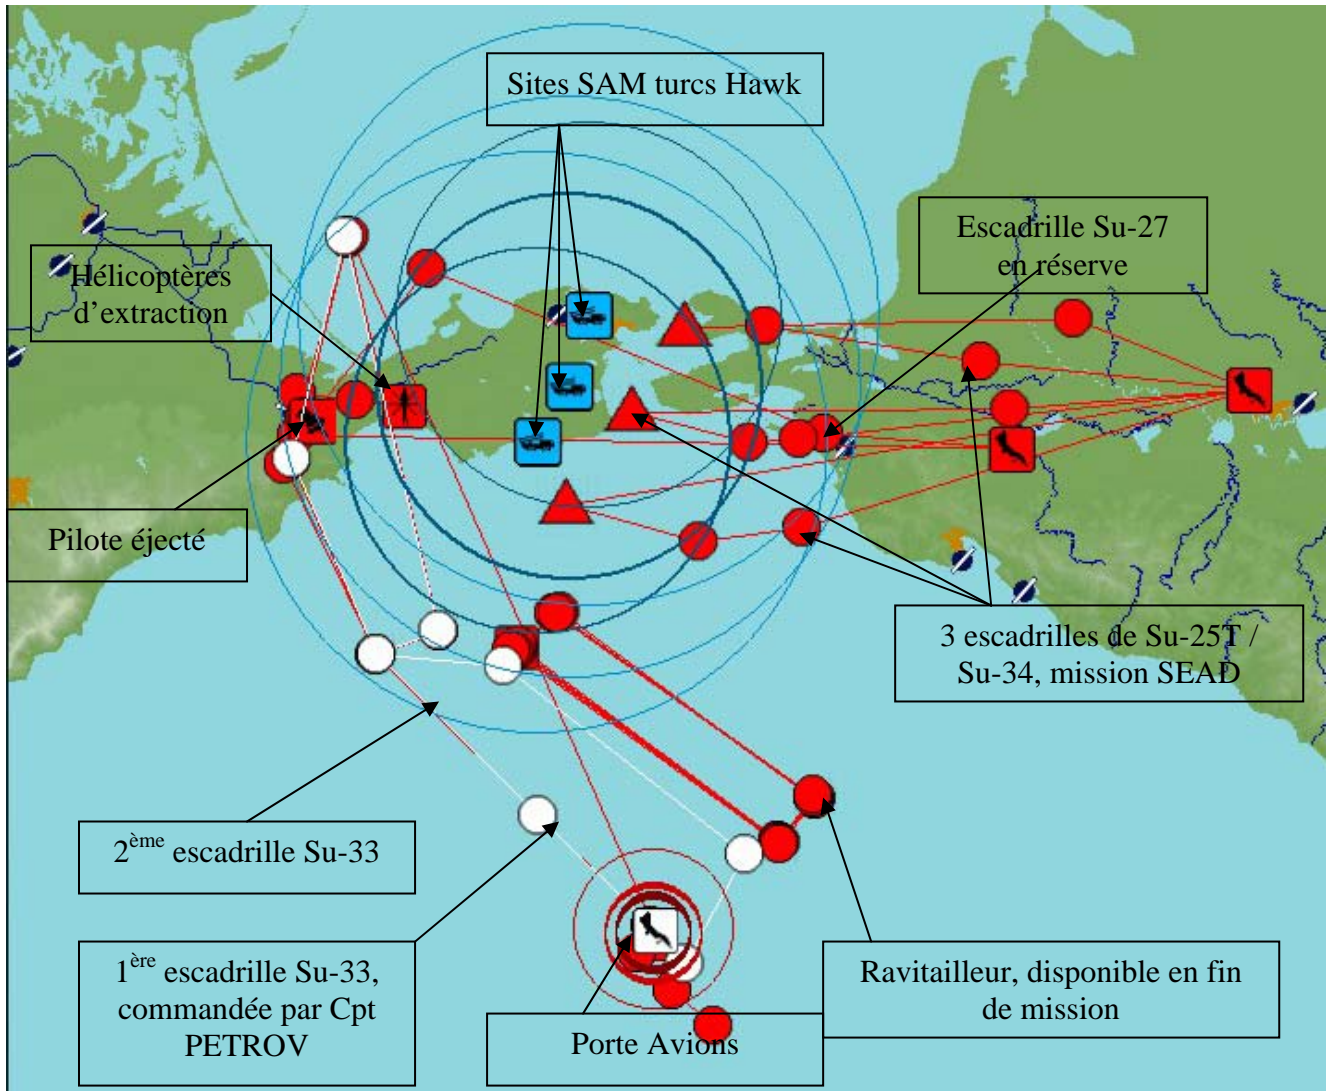 Sites SAM turcs Hawk
Escadrille Su-27
en réserve
Hélicoptères
d’extraction
Pilote éjecté
3 escadrilles de Su-25T /
Su-34, mission SEAD
2ème escadrille Su-33
1ère escadrille Su-33,
commandée par Cpt
PETROV
Porte Avions
Ravitailleur, disponible en fin
de mission